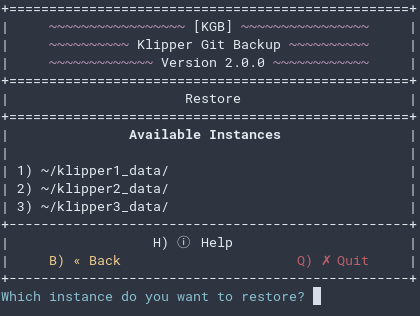 +==================================================+
| ~~~~~~~~~~~~~~~~~ [KGB] ~~~~~~~~~~~~~~~~ |
| ~~~~~~~~~~ Klipper Git Backup ~~~~~~~~~~ |
| ~~~~~~~~~~~~~ Version 2.0.0 ~~~~~~~~~~~~ |
+==================================================+
| Restore |
+==================================================+
| Available Instances |
| |
| 1) ~/klipper1_data/ |
| 2) ~/klipper2_data/ |
| 3) ~/klipper3_data/ |
+--------------------------------------------------+
| H) ⓘ Help |
| B) « Back Q) ✗ Quit |
+--------------------------------------------------+
Which instance do you want to restore?